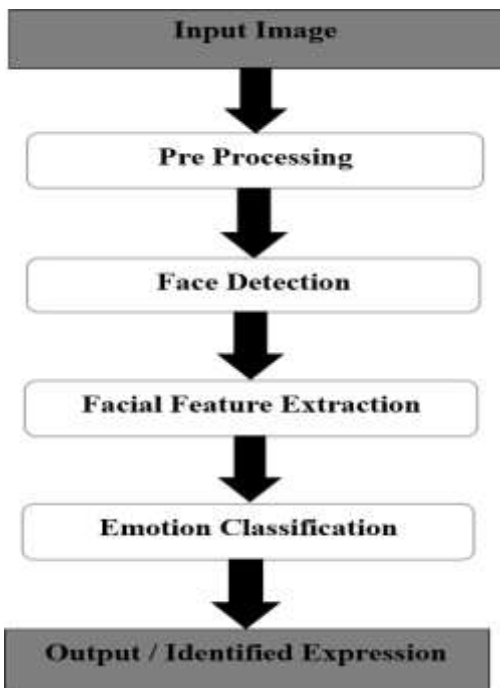 Input Image
Pre Processing
Face Detection
Facial Feature Extraction
Emotion Classification
Output / Identified Expression